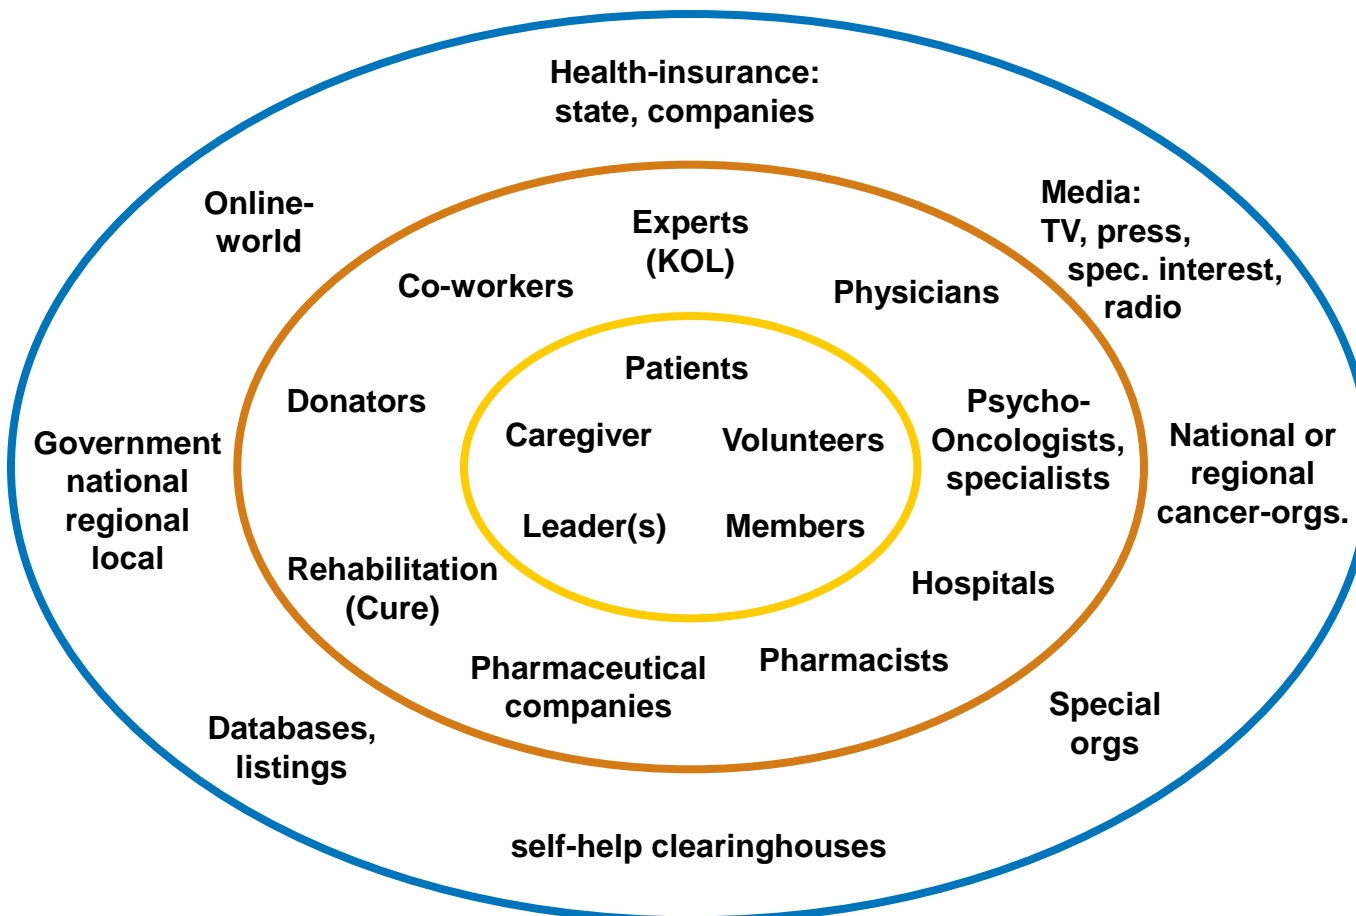 Health-insurance:
state, companies
Online-
world
Media:
TV, press,
spec. interest,
radio
Experts
(KOL)
Co-workers
Physicians
Patients
Donators
Caregiver
Volunteers
Psycho-
Oncologists,
specialists
Government
national
regional
local
National or
regional
cancer-orgs.
Leader(s)
Members
Rehabilitation
(Cure)
Hospitals
Pharmaceutical
companies
Pharmacists
Databases,
listings
Special
orgs
self-help clearinghouses